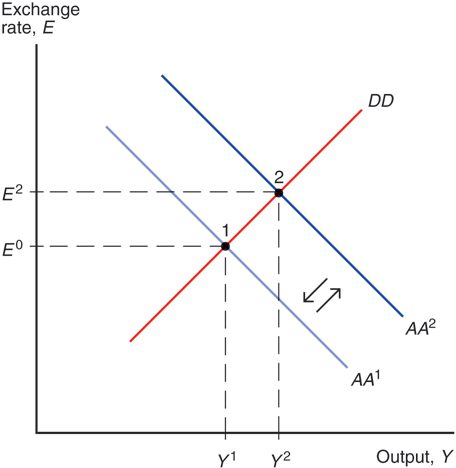 Exchange
rate, E
DD
2
E²
1
E⁰
AA²
AA¹
Y¹
Y²
Output, Y